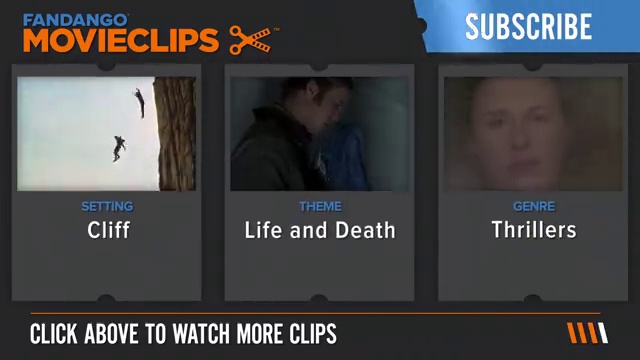 FANDANGO
MOVIECLIPS
SUBSCRIBE
SETTING
Cliff
THEME
Life and Death
GENRE
Thrillers
CLICK ABOVE TO WATCH MORE CLIPS